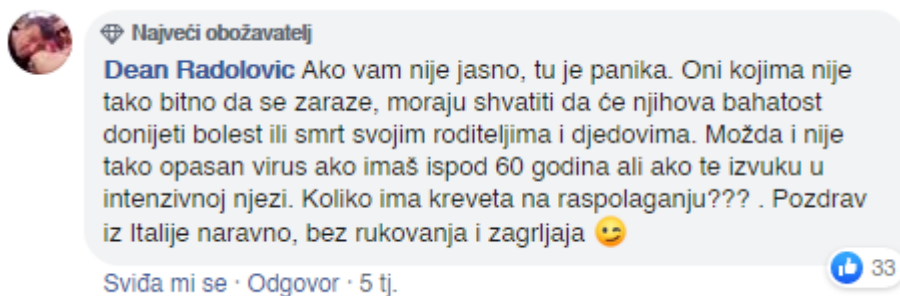 Najveći obožavatelj
Dean Radolovic Ako vam nije jasno, tu je panika. Oni kojima nije
tako bitno da se zaraze, moraju shvatiti da će njihova bahatost
donijeti bolest ili smrt svojim roditeljima i djedovima. Možda i nije
tako opasan virus ako imaš ispod 60 godina ali ako te izvuku u
intenzivnoj njezi. Koliko ima kreveta na raspolaganju??? . Pozdrav
iz Italije naravno, bez rukovanja i zagrljaja 😉
33
Sviđa mi se · Odgovor · 5 tj.